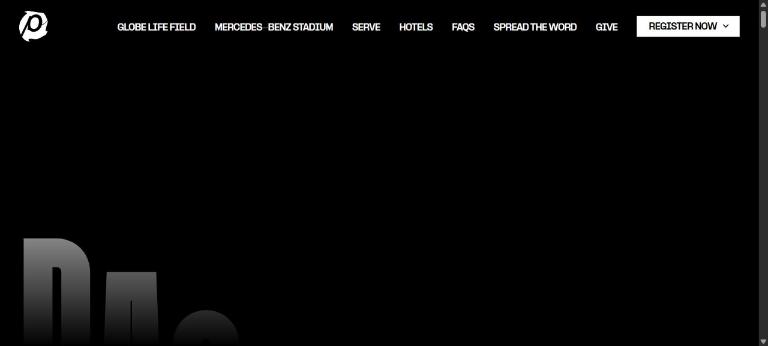 GLOBE LIFE FIELD
MERCEDES-BENZ STADIUM
SERVE
HOTELS
FAQS
SPREAD THE WORD
GIVE
REGISTER NOW